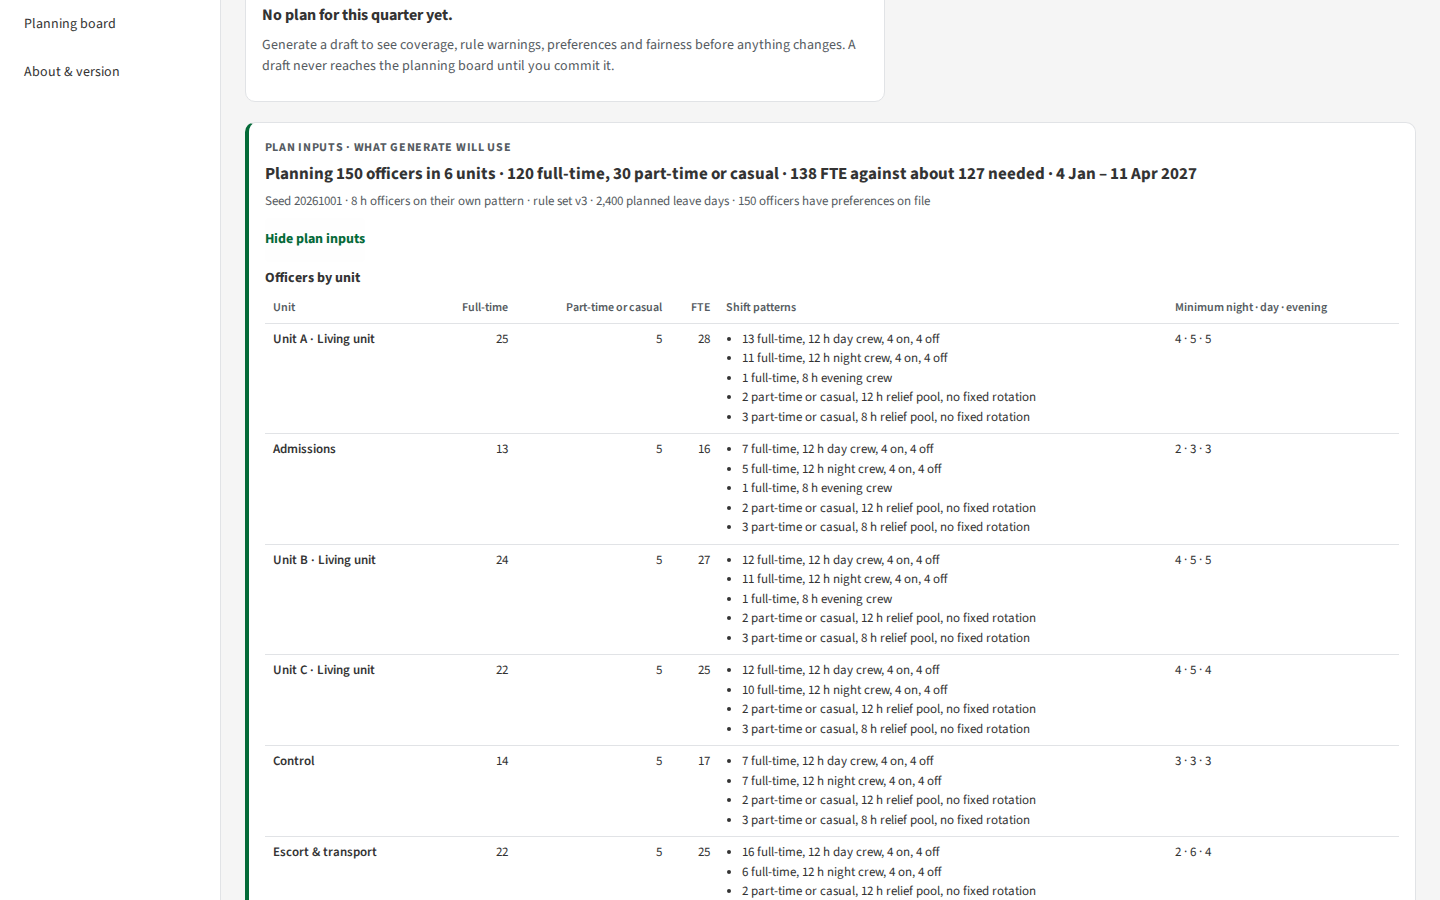 Planning board
About & version
No plan for this quarter yet.
Generate a draft to see coverage, rule warnings, preferences and fairness before anything changes. A
draft never reaches the planning board until you commit it.
PLAN INPUTS · WHAT GENERATE WILL USE
Planning 150 officers in 6 units · 120 full-time, 30 part-time or casual · 138 FTE against about 127 needed · 4 Jan – 11 Apr 2027
Seed 20261001 · 8 h officers on their own pattern · rule set v3 · 2,400 planned leave days · 150 officers have preferences on file
Hide plan inputs
Officers by unit
Unit Full-time Part-time or casual FTE Shift patterns Minimum night · day · evening
Unit A · Living unit 25 5 28 • 13 full-time, 12 h day crew, 4 on, 4 off 4 · 5 · 5
• 11 full-time, 12 h night crew, 4 on, 4 off
• 1 full-time, 8 h evening crew
• 2 part-time or casual, 12 h relief pool, no fixed rotation
• 3 part-time or casual, 8 h relief pool, no fixed rotation
Admissions 13 5 16 • 7 full-time, 12 h day crew, 4 on, 4 off 2 · 3 · 3
• 5 full-time, 12 h night crew, 4 on, 4 off
• 1 full-time, 8 h evening crew
• 2 part-time or casual, 12 h relief pool, no fixed rotation
• 3 part-time or casual, 8 h relief pool, no fixed rotation
Unit B · Living unit 24 5 27 • 12 full-time, 12 h day crew, 4 on, 4 off 4 · 5 · 5
• 11 full-time, 12 h night crew, 4 on, 4 off
• 1 full-time, 8 h evening crew
• 2 part-time or casual, 12 h relief pool, no fixed rotation
• 3 part-time or casual, 8 h relief pool, no fixed rotation
Unit C · Living unit 22 5 25 • 12 full-time, 12 h day crew, 4 on, 4 off 4 · 5 · 4
• 10 full-time, 12 h night crew, 4 on, 4 off
• 2 part-time or casual, 12 h relief pool, no fixed rotation
• 3 part-time or casual, 8 h relief pool, no fixed rotation
Control 14 5 17 • 7 full-time, 12 h day crew, 4 on, 4 off 3 · 3 · 3
• 7 full-time, 12 h night crew, 4 on, 4 off
• 2 part-time or casual, 12 h relief pool, no fixed rotation
• 3 part-time or casual, 8 h relief pool, no fixed rotation
Escort & transport 22 5 25 • 16 full-time, 12 h day crew, 4 on, 4 off 2 · 6 · 4
• 6 full-time, 12 h night crew, 4 on, 4 off
• 2 part-time or casual, 12 h relief pool, no fixed rotation